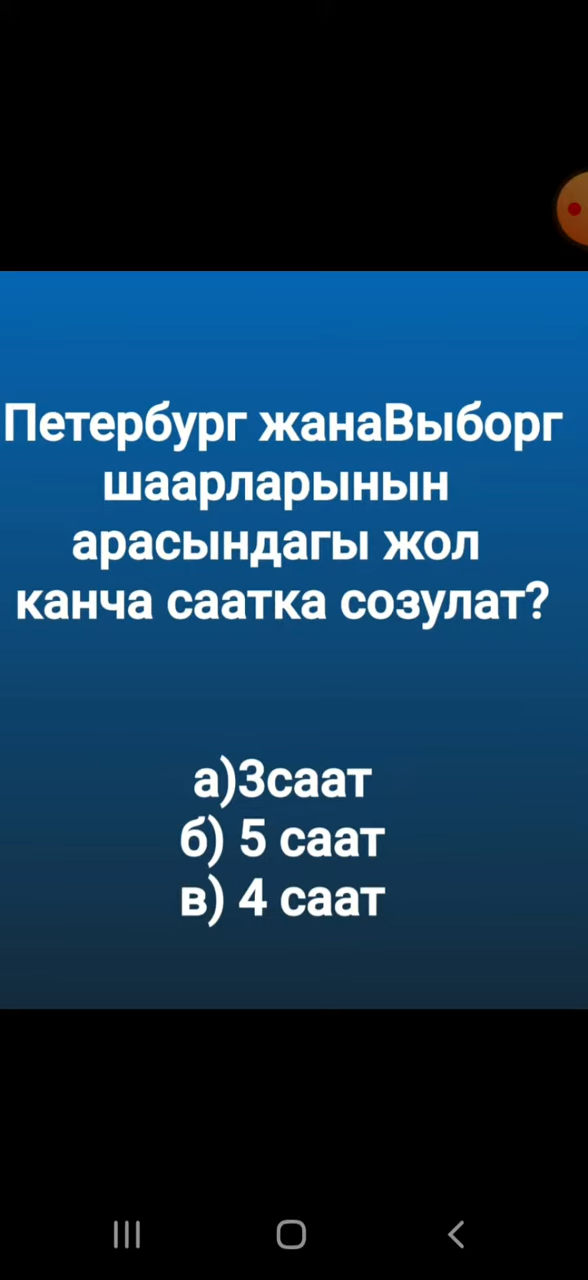 Петербург жанаВыборг
шаарларынын
арасындагы жол
канча саатка созулат?
а)3саат
б) 5 саат
в) 4 саат